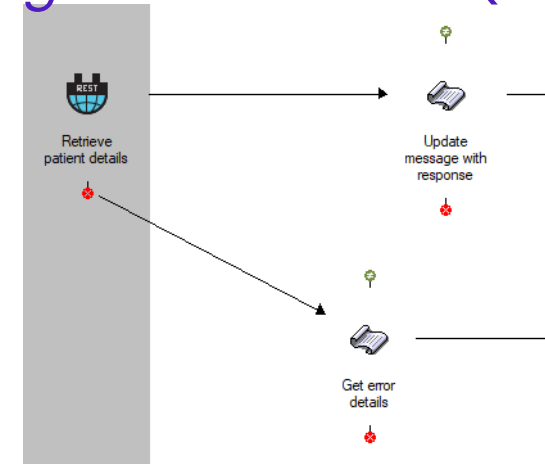 REST
Retrieve
patient details
Update
message with
response
Get error
details